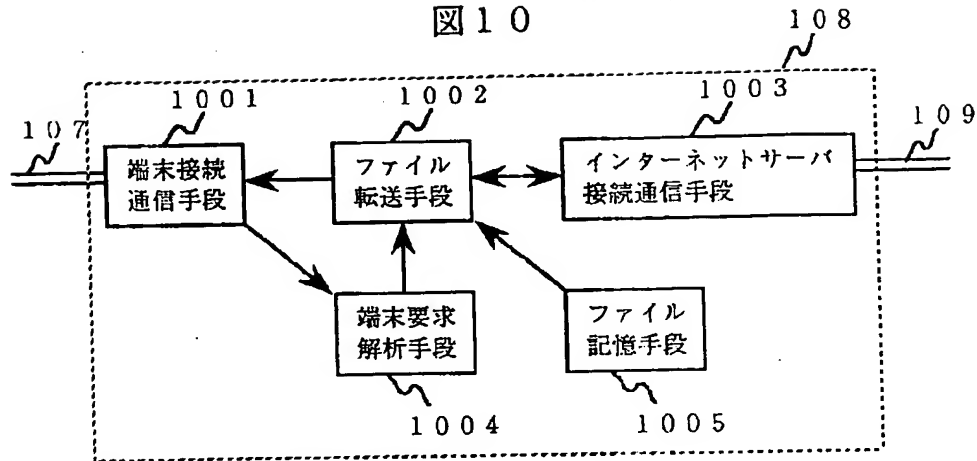 図１０
１０８
１００１
１００２
１００３
１０７
１０９
端末接続
通信手段
ファイル
転送手段
インターネットサーバ
接続通信手段
端末要求
解析手段
ファイル
記憶手段
１００４
１００５